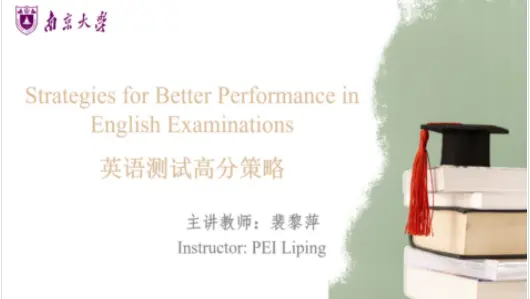 南京大学
Strategies for Better Performance in
English Examinations
英语测试高分策略
主讲教师：裴黎萍
Instructor: PEI Liping